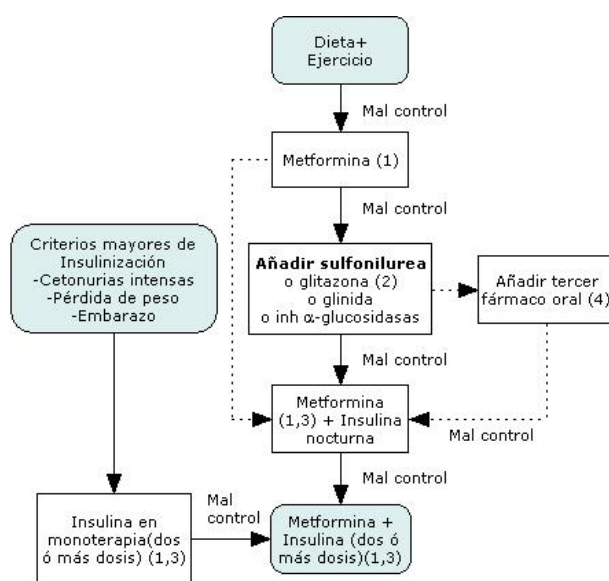 Dieta+
Ejercicio
Mal control
Metformina (1)
Mal control
Criterios mayores de
Insulinización
-Cetonurias intensas
-Pérdida de peso
-Embarazo
Añadir sulfonilurea
o glitazona (2)
o glinida
o inh α-glucosidasas
Añadir tercer
fármaco oral (4)
Mal control
Metformina
(1,3) + Insulina
nocturna
Mal control
Mal control
Insulina en
monoterapia(dos
ó más dosis) (1,3)
Mal
control
Metformina +
Insulina (dos ó
más dosis)(1,3)